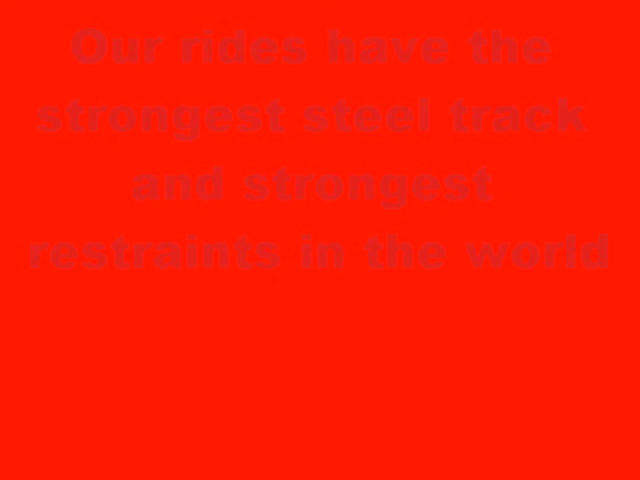 Our rides have the
strongest steel track
and strongest
restraints in the world